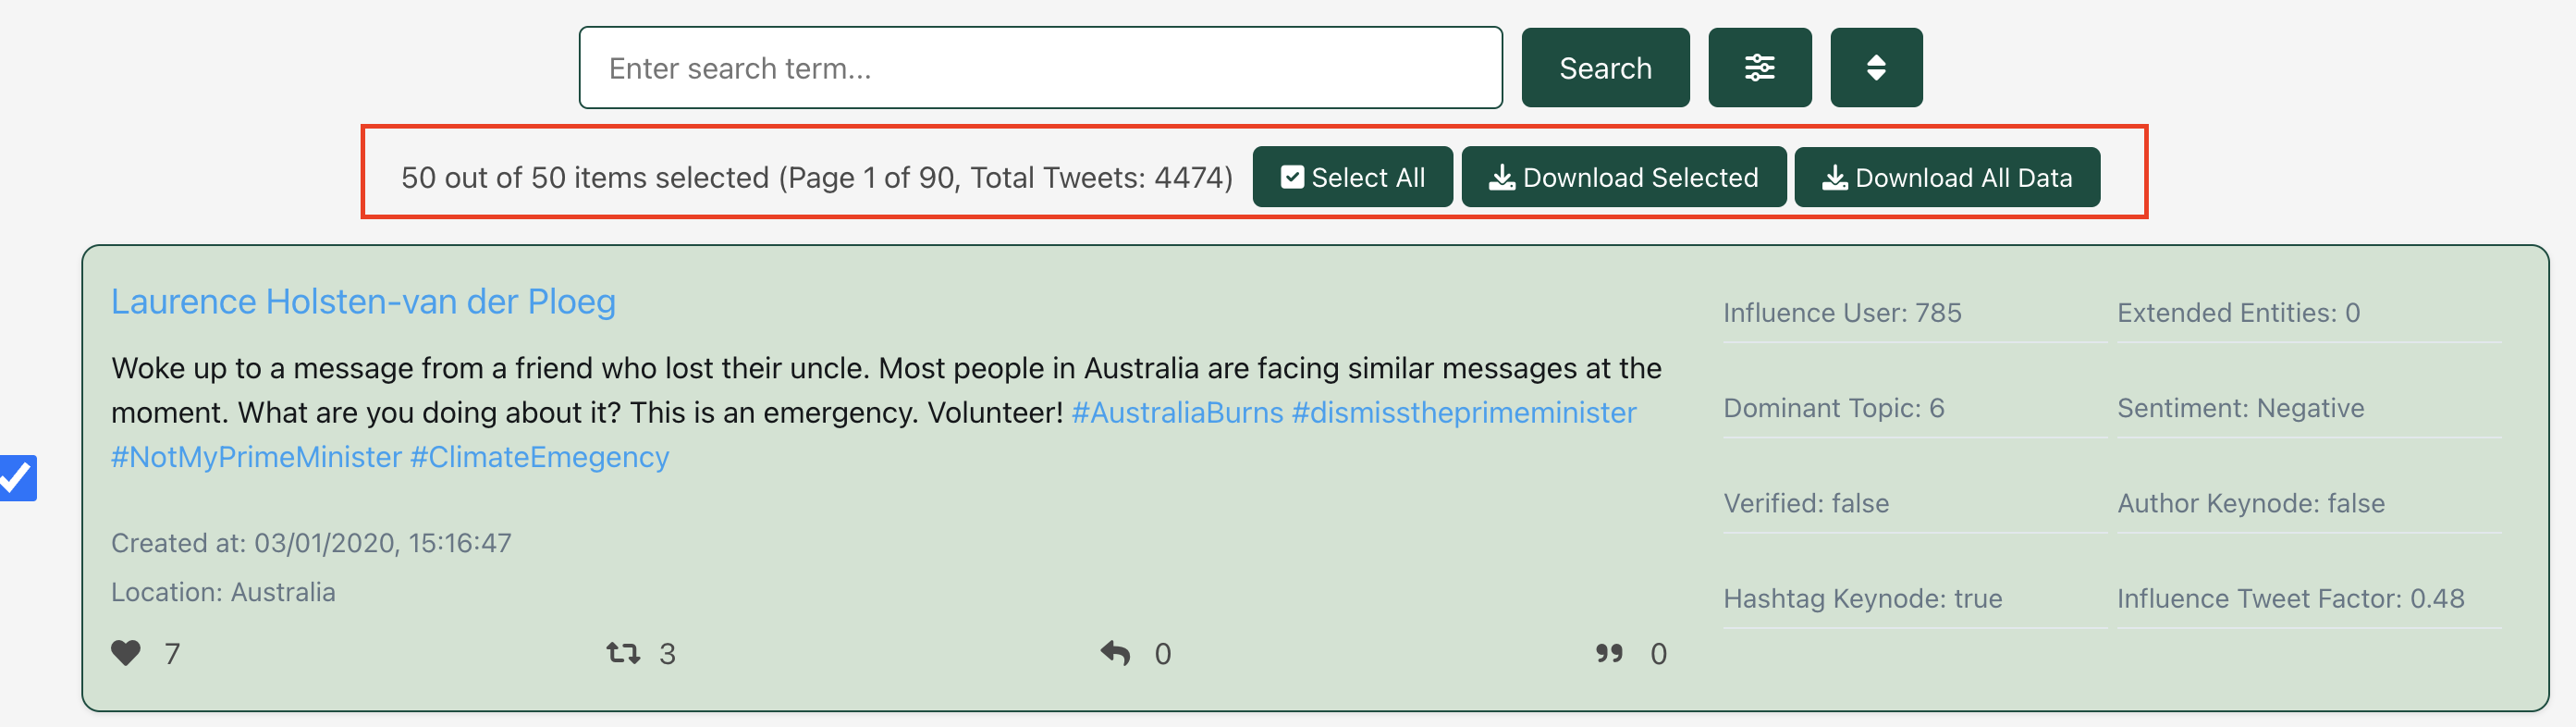 Enter search term...
Search
50 out of 50 items selected (Page 1 of 90, Total Tweets: 4474)
Select All
Download Selected
Download All Data
Laurence Holsten-van der Ploeg
Woke up to a message from a friend who lost their uncle. Most people in Australia are facing similar messages at the
moment. What are you doing about it? This is an emergency. Volunteer! #AustraliaBurns #dismisstheprimeminister
#NotMyPrimeMinister #ClimateEmegency
Created at: 03/01/2020, 15:16:47
Location: Australia
7
3
0
0
Influence User: 785
Extended Entities: 0
Dominant Topic: 6
Sentiment: Negative
Verified: false
Author Keynode: false
Hashtag Keynode: true
Influence Tweet Factor: 0.48